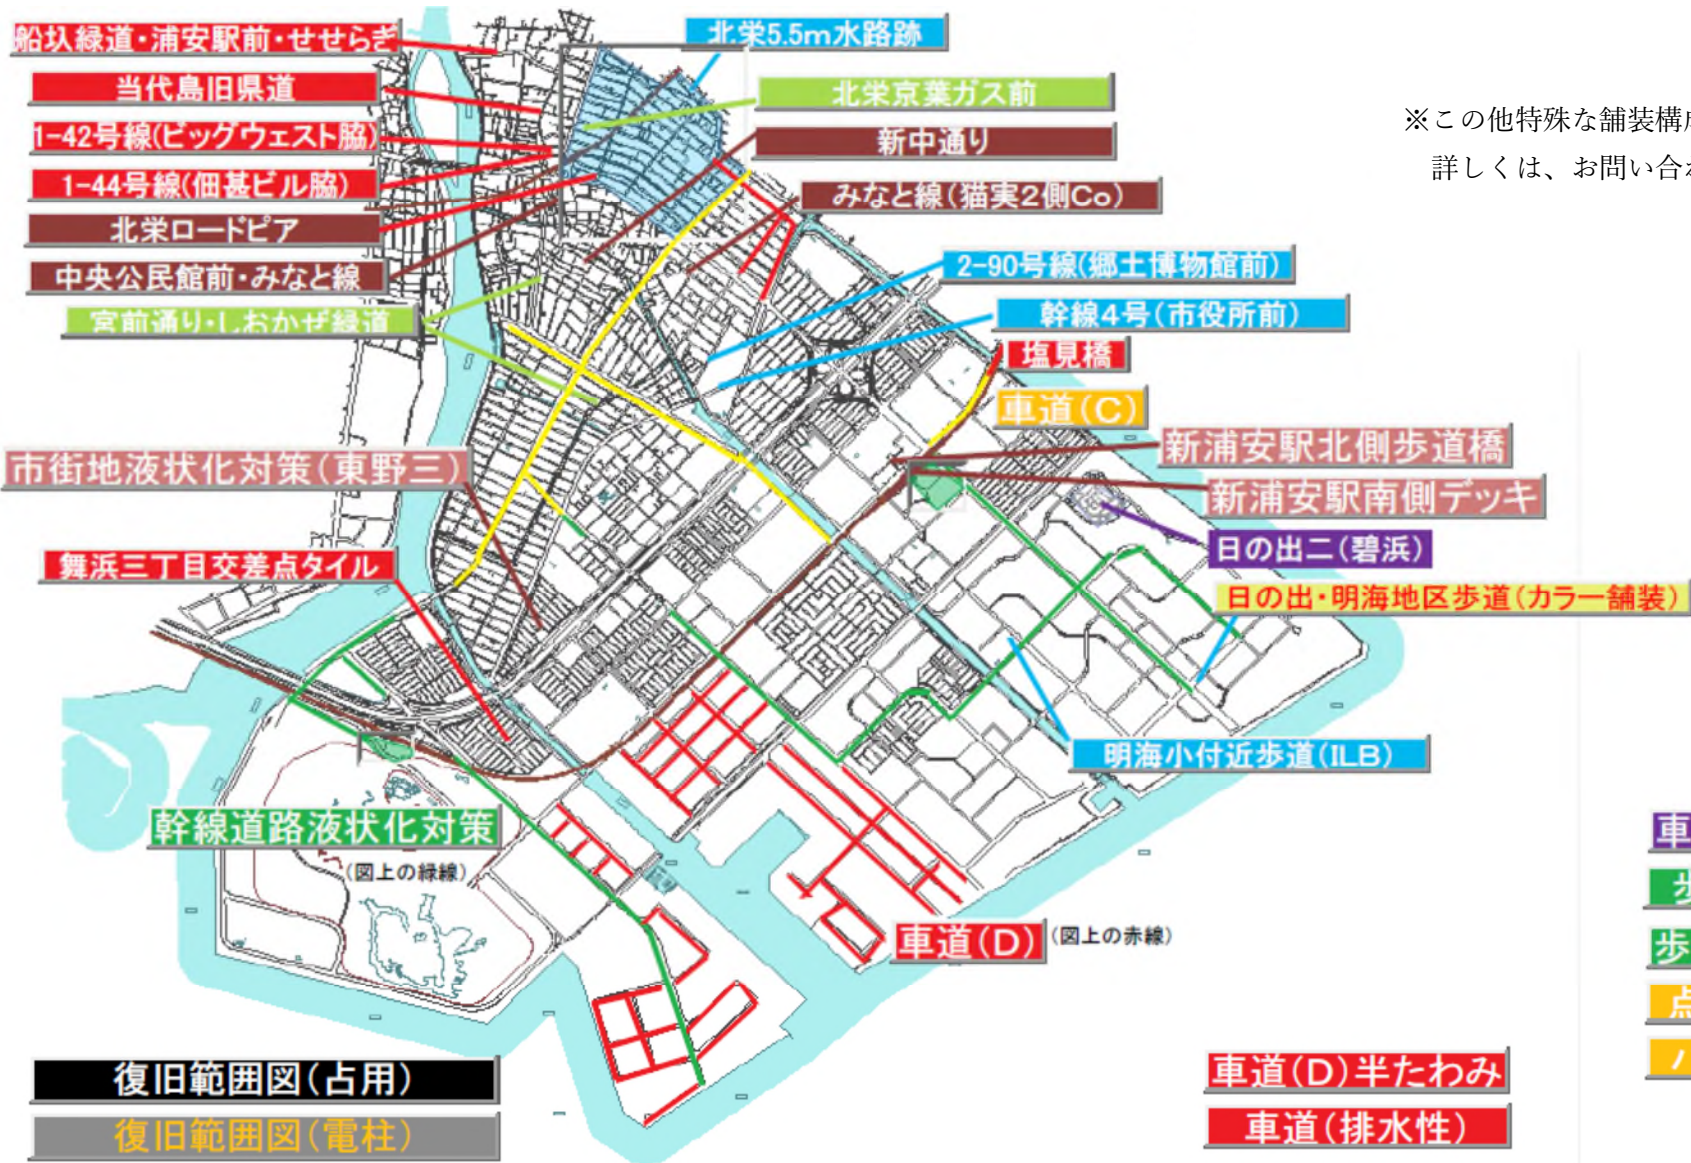 船圦緑道・浦安駅前・せせらぎ
当代島旧県道
1-42号線(ビッグウェスト脇)
1-44号線(佃甚ビル脇)
北栄ロードピア
中央公民館前・みなと線
宮前通り・しおかぜ緑道
北栄5.5m水路跡
北栄京葉ガス前
新中通り
みなと線(猫実2側Co)
2-90号線(郷土博物館前)
幹線4号(市役所前)
塩見橋
車道(C)
新浦安駅北側歩道橋
新浦安駅南側デッキ
日の出二(碧浜)
日の出・明海地区歩道(カラー舗装)
明海小付近歩道(ILB)
市街地液状化対策(東野三)
舞浜三丁目交差点タイル
幹線道路液状化対策
(図上の緑線)
車道(D)
(図上の赤線)
復旧範囲図(占用)
復旧範囲図(電柱)
車道(D)半たわみ
車道(排水性)
※この他特殊な舗装構成
詳しくは、お問い合わ
車
歩
歩
点
ハ